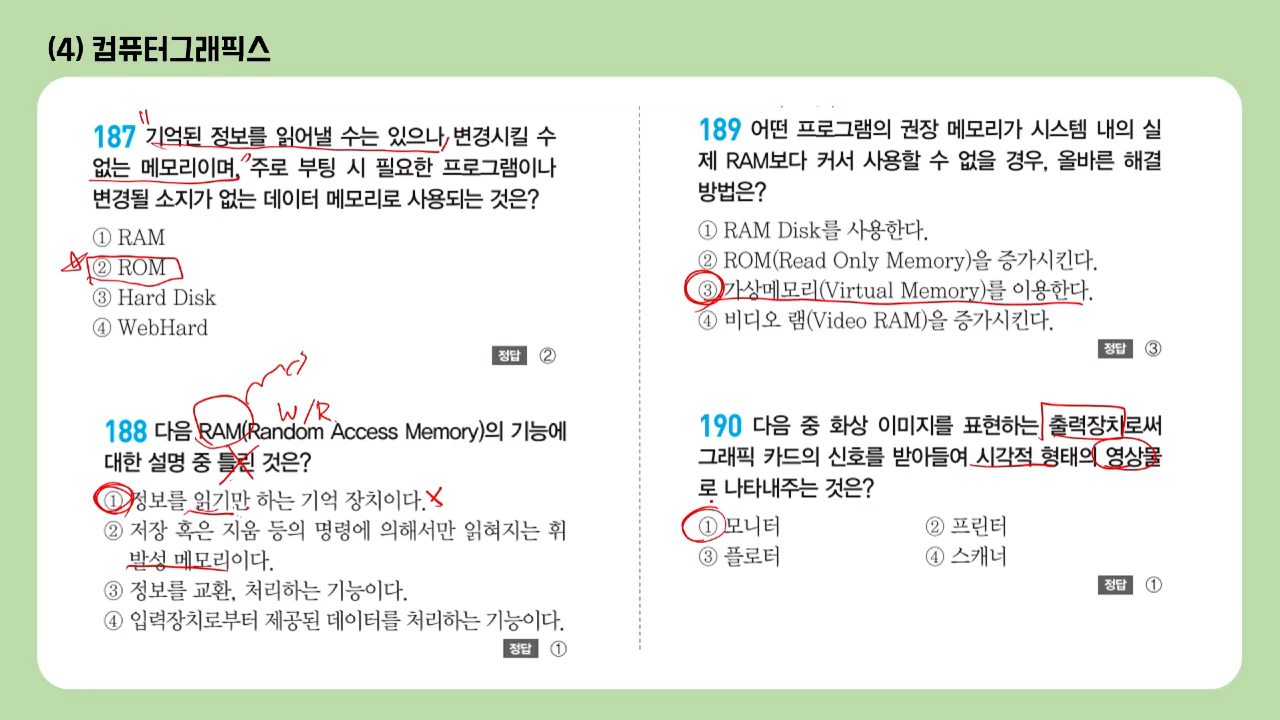 (4) 컴퓨터그래픽스
187 기억된 정보를 읽어낼 수는 있으나, 변경시킬 수
없는 메모리이며, 주로 부팅 시 필요한 프로그램이나
변경될 소지가 없는 데이터 메모리로 사용되는 것은?
① RAM
② ROM
③ Hard Disk
④ WebHard
정답 ②
W/R
188 다음 RAM(Random Access Memory)의 기능에
대한 설명 중 틀린 것은?
① 정보를 읽기만 하는 기억 장치이다.
② 저장 혹은 지움 등의 명령에 의해서만 읽혀지는 휘
발성 메모리이다.
③ 정보를 교환, 처리하는 기능이다.
④ 입력장치로부터 제공된 데이터를 처리하는 기능이다.
정답 ①
189 어떤 프로그램의 권장 메모리가 시스템 내의 실
제 RAM보다 커서 사용할 수 없을 경우, 올바른 해결
방법은?
① RAM Disk를 사용한다.
② ROM(Read Only Memory)을 증가시킨다.
③ 가상메모리(Virtual Memory)를 이용한다.
④ 비디오 램(Video RAM)을 증가시킨다.
정답 ③
190 다음 중 화상 이미지를 표현하는 출력장치로써
그래픽 카드의 신호를 받아들여 시각적 형태의 영상물
로 나타내주는 것은?
① 모니터 ② 프린터
③ 플로터 ④ 스캐너
정답 ①